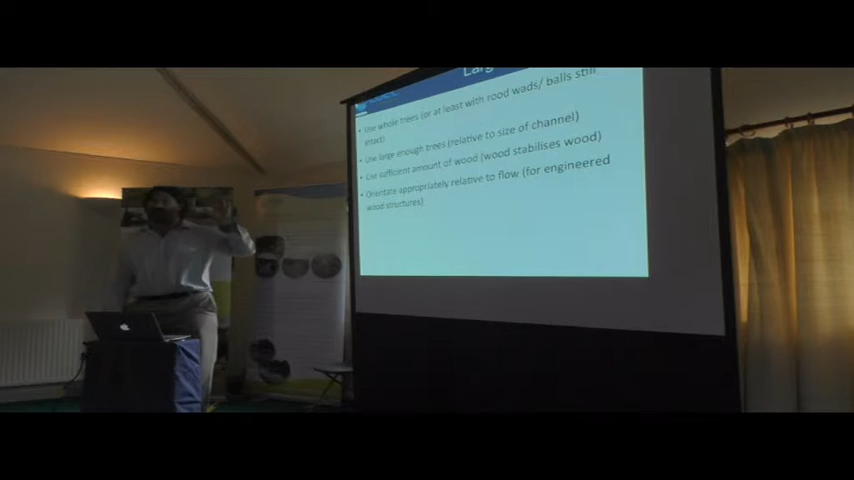 • Use whole trees (or at least with rood wads/ balls still
intact)
• Use large enough trees (relative to size of channel)
• Use sufficient amount of wood (wood stabilises wood)
• Orientate appropriately relative to flow (for engineered
wood structures)